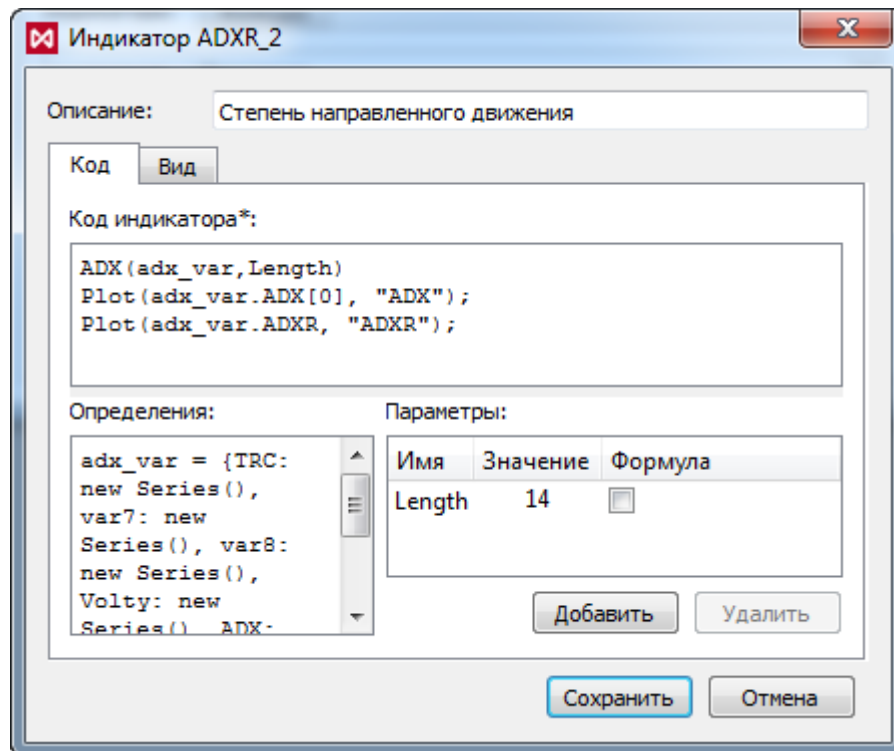 Индикатор ADXR_2
Описание:
Степень направленного движения
Код
Вид
Код индикатора*:
ADX(adx_var,Length)
Plot(adx_var.ADX[0], "ADX");
Plot(adx_var.ADXR, "ADXR");
Определения:
adx_var = {TRC:
new Series(),
var7: new
Series(), var8:
new Series(),
Volty: new
Series(), ADX:
Параметры:
Имя Значение Формула
Length 14
Добавить
Удалить
Сохранить
Отмена